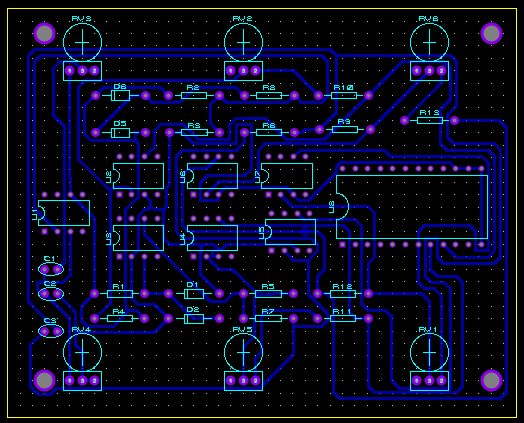 RV3 RV2 RV6
D6 R2 R8 R10
R13
D5 R3 R6 R9
U2 U6 U7
U1 U3 U4 U5 U8
C1
C2 R1 D1 R5 R12
R4 D2 R7 R11
C3
RV4 RV5 RV1